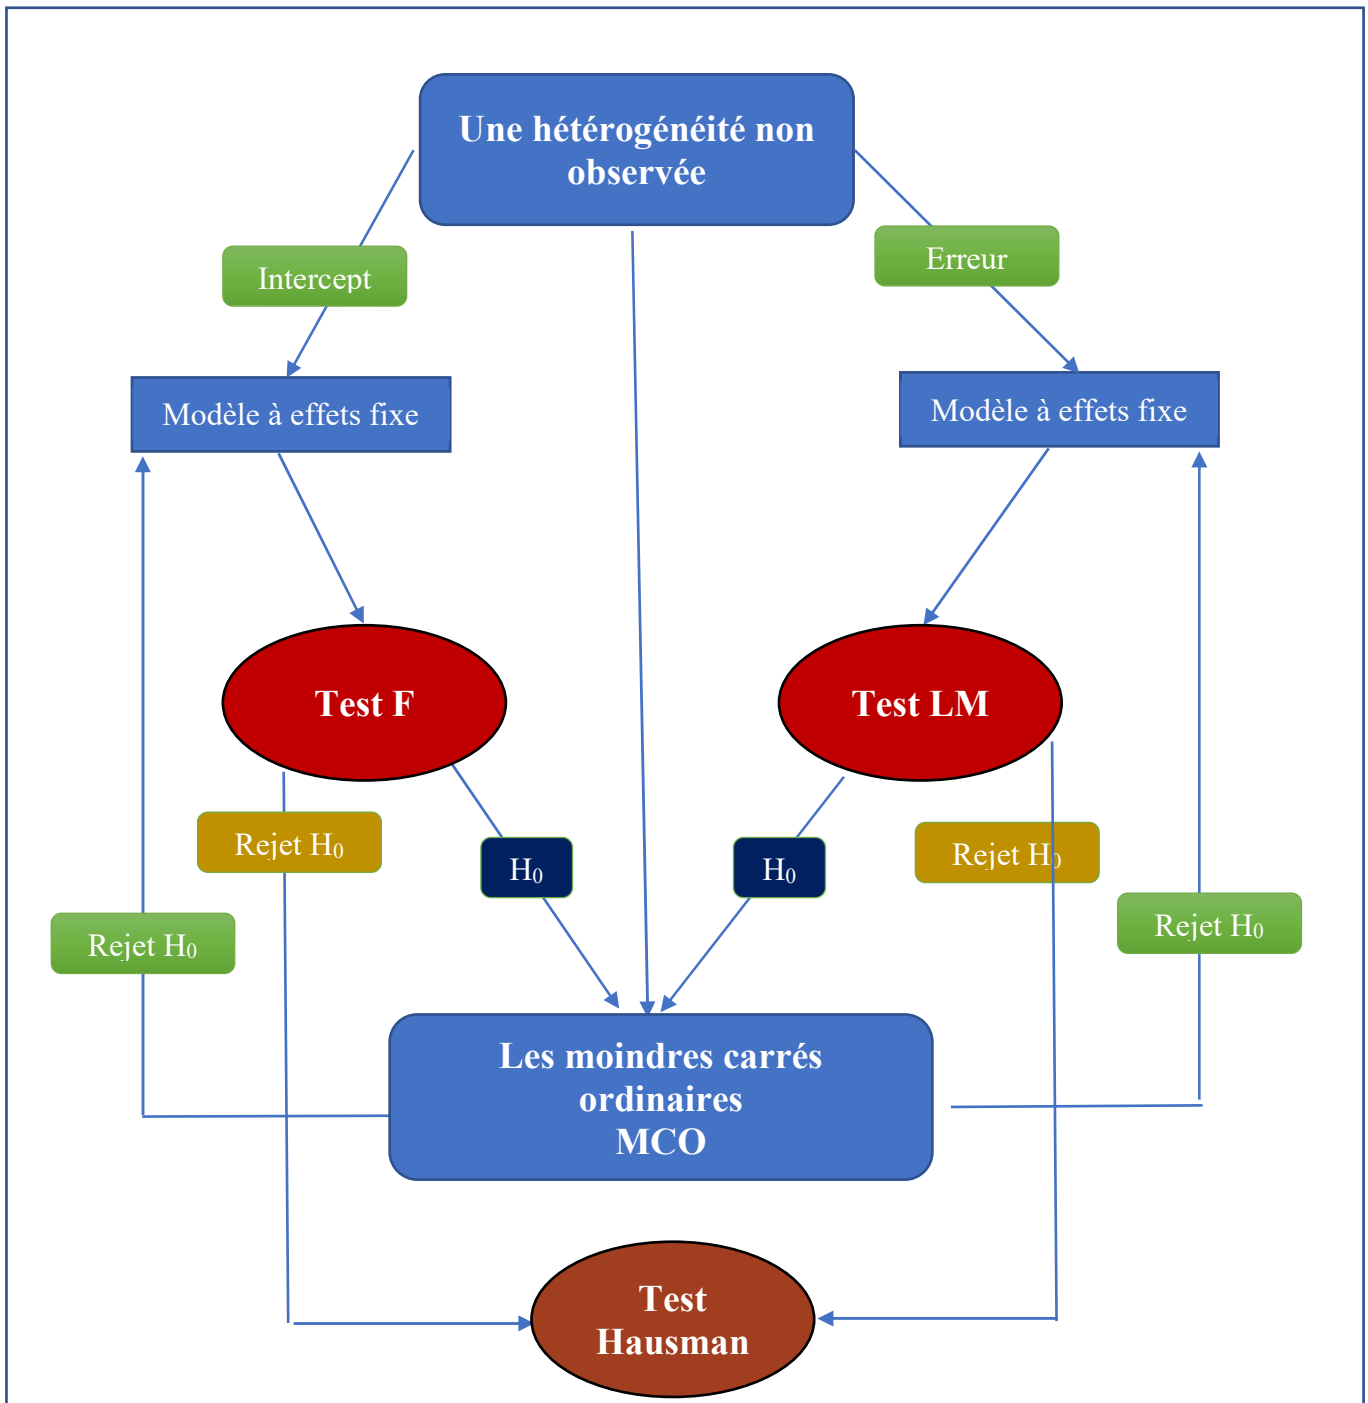 Une hétérogénéité non
observée
Intercept
Erreur
Modèle à effets fixe
Modèle à effets fixe
Test F
Test LM
Rejet H₀
H₀
H₀
Rejet H₀
Rejet H₀
Rejet H₀
Les moindres carrés
ordinaires
MCO
Test
Hausman